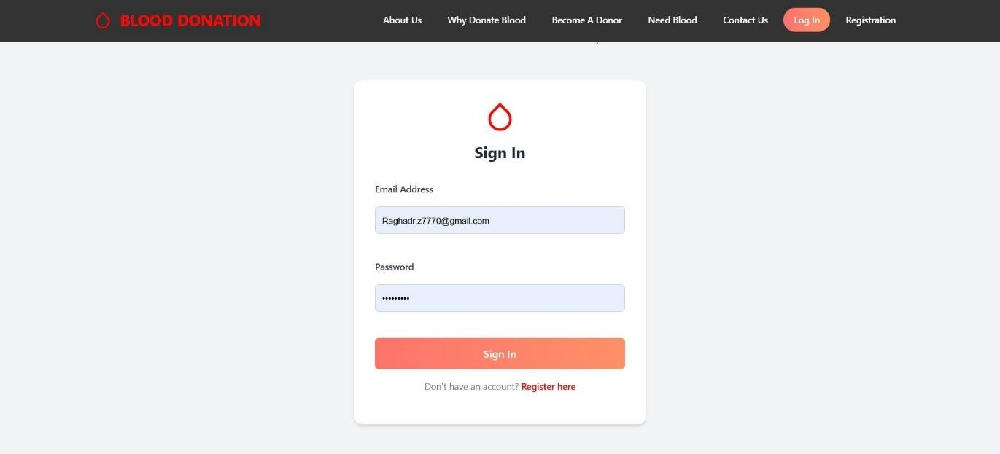 BLOOD DONATION
About Us Why Donate Blood Become A Donor Need Blood Contact Us Log In Registration
Sign In
Email Address
Raghadr.z7770@gmail.com
Password
•••••••••
Sign In
Don't have an account? Register here